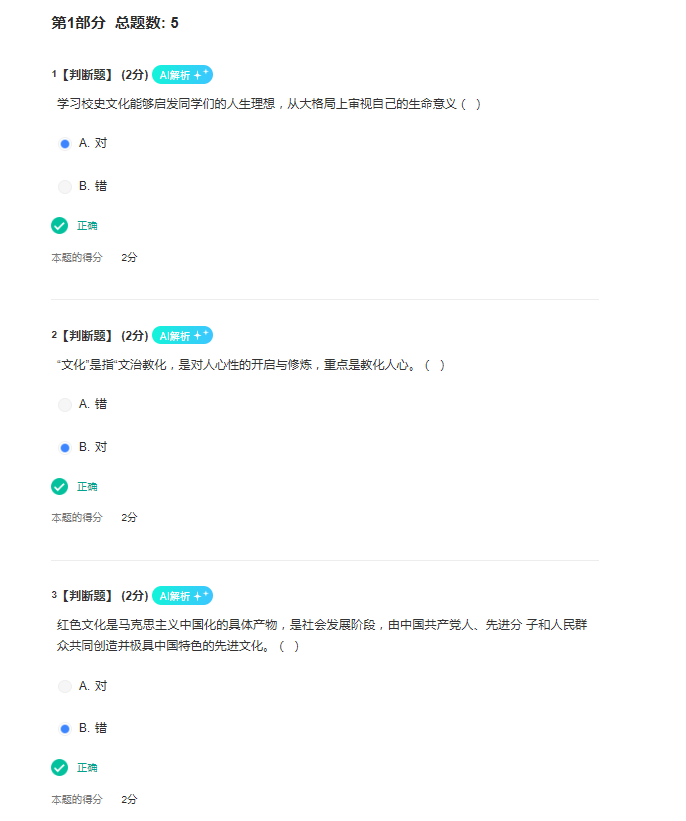 第1部分 总题数: 5
1【判断题】 (2分) AI解析
学习校史文化能够启发同学们的人生理想，从大格局上审视自己的生命意义（ ）
A. 对
B. 错
正确
本题的得分 2分
2【判断题】 (2分) AI解析
“文化”是指“文治教化，是对人心性的开启与修炼，重点是教化人心。（ ）
A. 错
B. 对
正确
本题的得分 2分
3【判断题】 (2分) AI解析
红色文化是马克思主义中国化的具体产物，是社会发展阶段，由中国共产党人、先进分 子和人民群
众共同创造并极具中国特色的先进文化。（ ）
A. 对
B. 错
正确
本题的得分 2分